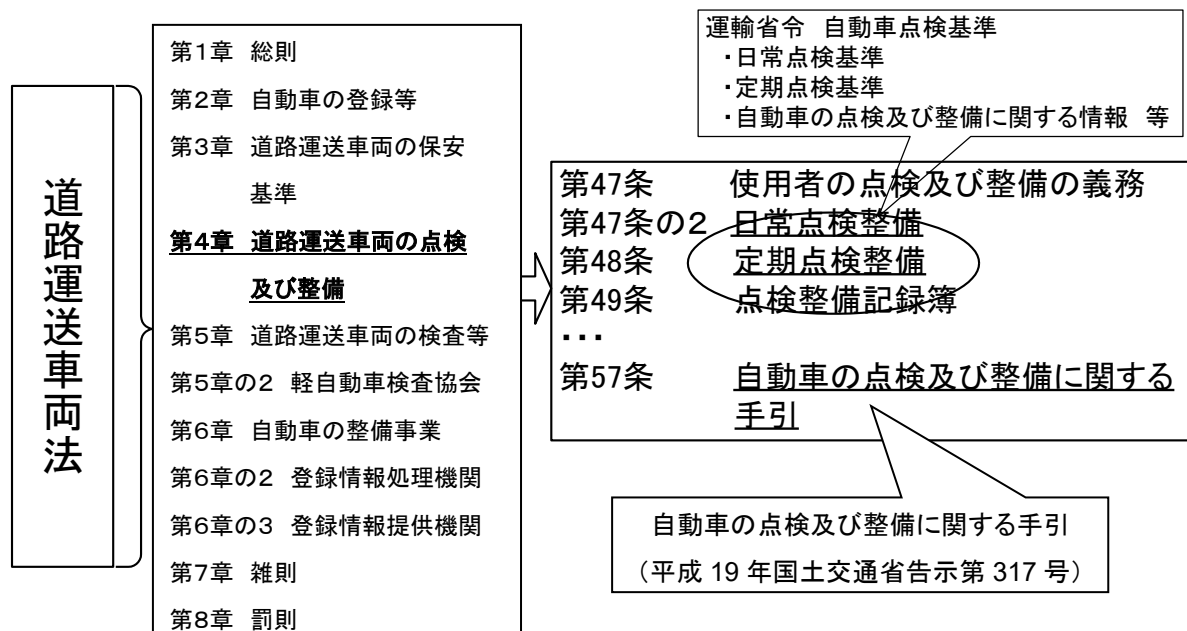 道路運送車両法
第1章 総則
第2章 自動車の登録等
第3章 道路運送車両の保安
基準
第4章 道路運送車両の点検
及び整備
第5章 道路運送車両の検査等
第5章の2 軽自動車検査協会
第6章 自動車の整備事業
第6章の2 登録情報処理機関
第6章の3 登録情報提供機関
第7章 雑則
第8章 罰則
運輸省令 自動車点検基準
・日常点検基準
・定期点検基準
・自動車の点検及び整備に関する情報 等
第47条 使用者の点検及び整備の義務
第47条の2 日常点検整備
第48条 定期点検整備
第49条 点検整備記録簿
・・・
第57条 自動車の点検及び整備に関する
手引
自動車の点検及び整備に関する手引
（平成 19 年国土交通省告示第 317 号）